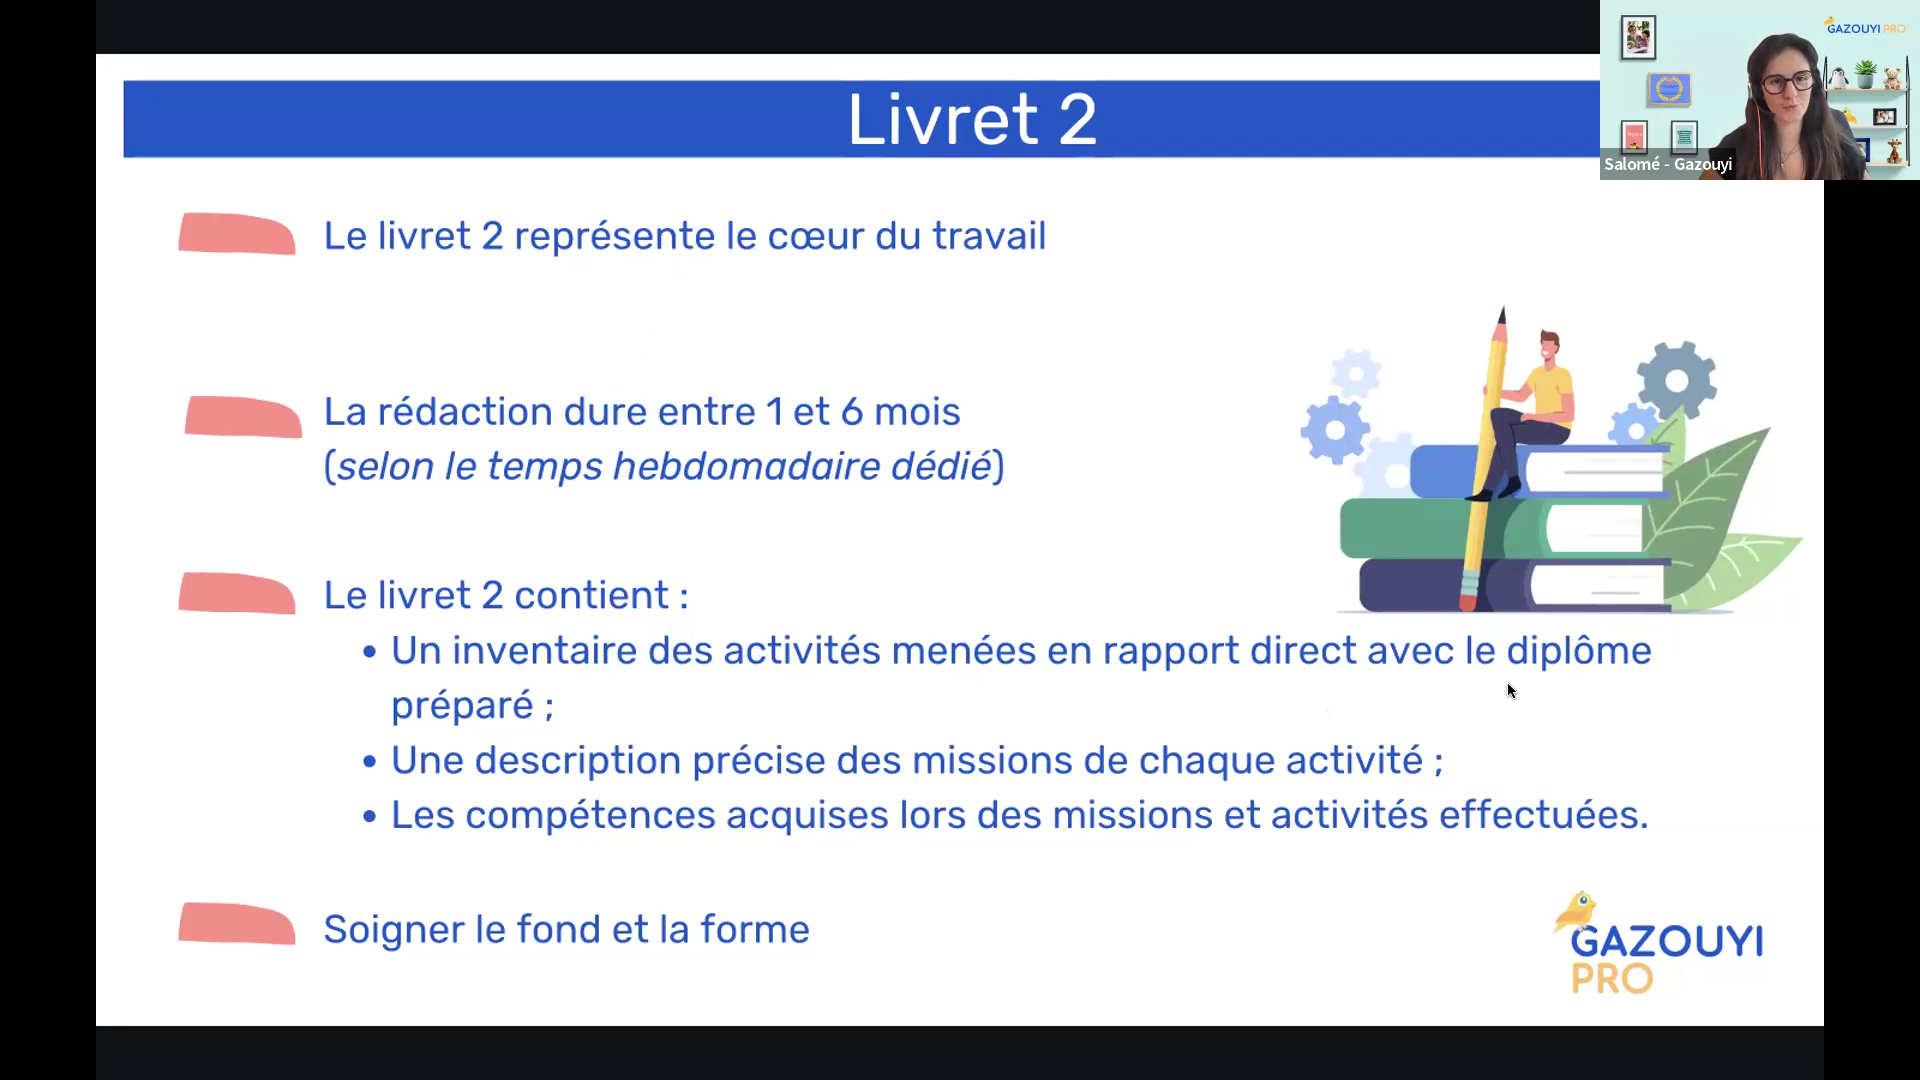 Livret 2
GAZOUYI PRO
Salomé - Gazouyi
Le livret 2 représente le cœur du travail
La rédaction dure entre 1 et 6 mois
(selon le temps hebdomadaire dédié)
Le livret 2 contient :
• Un inventaire des activités menées en rapport direct avec le diplôme
préparé ;
• Une description précise des missions de chaque activité ;
• Les compétences acquises lors des missions et activités effectuées.
Soigner le fond et la forme
GAZOUYI
PRO